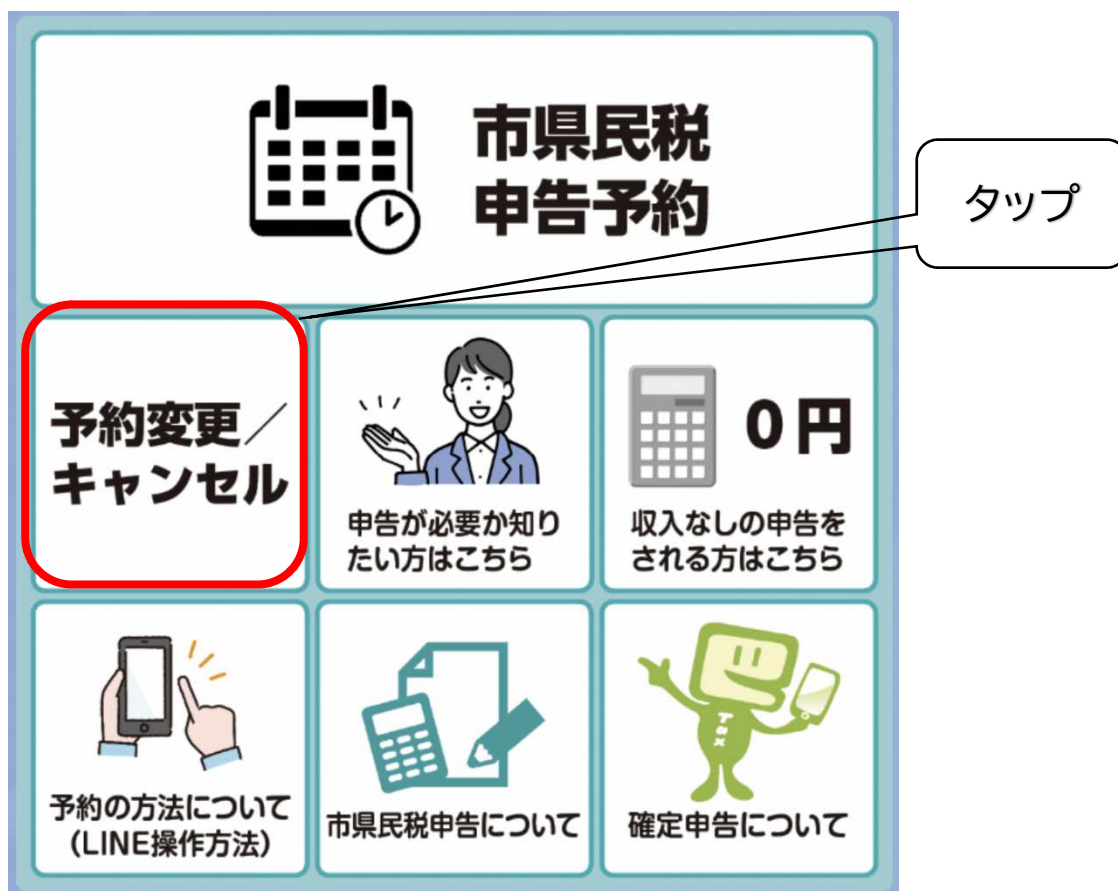 市県民税
申告予約
タップ
予約変更／
キャンセル
申告が必要か知り
たい方はこちら
0円
収入なしの申告を
される方はこちら
予約の方法について
(LINE操作方法)
市県民税申告について
Tax
確定申告について